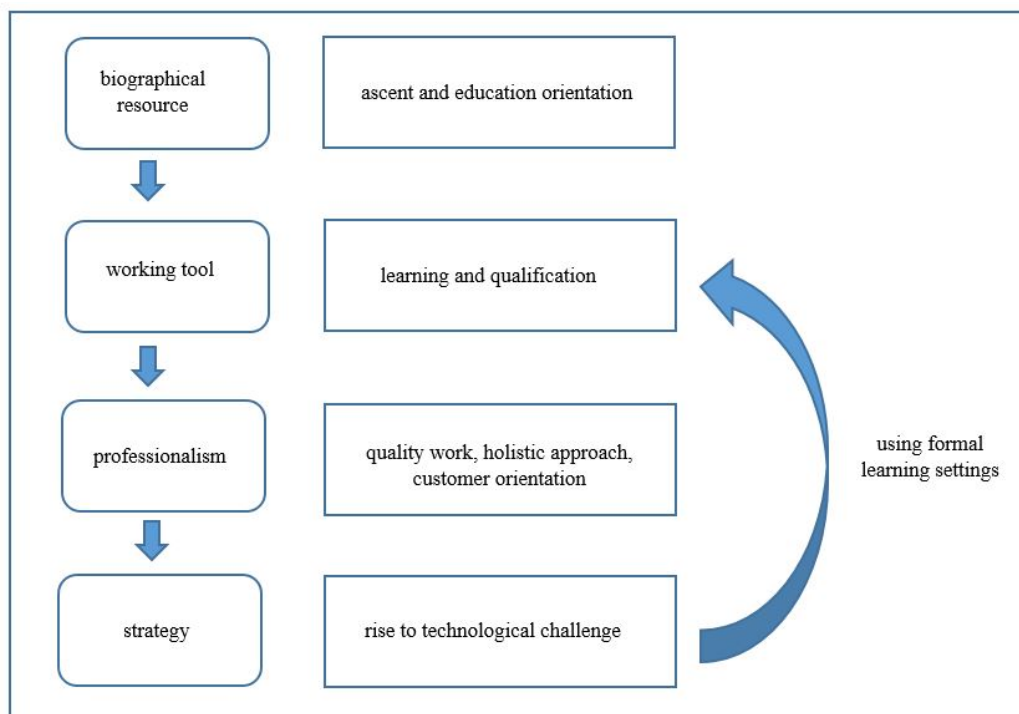 biographical
resource
ascent and education orientation
working tool
learning and qualification
professionalism
quality work, holistic approach,
customer orientation
using formal
learning settings
strategy
rise to technological challenge